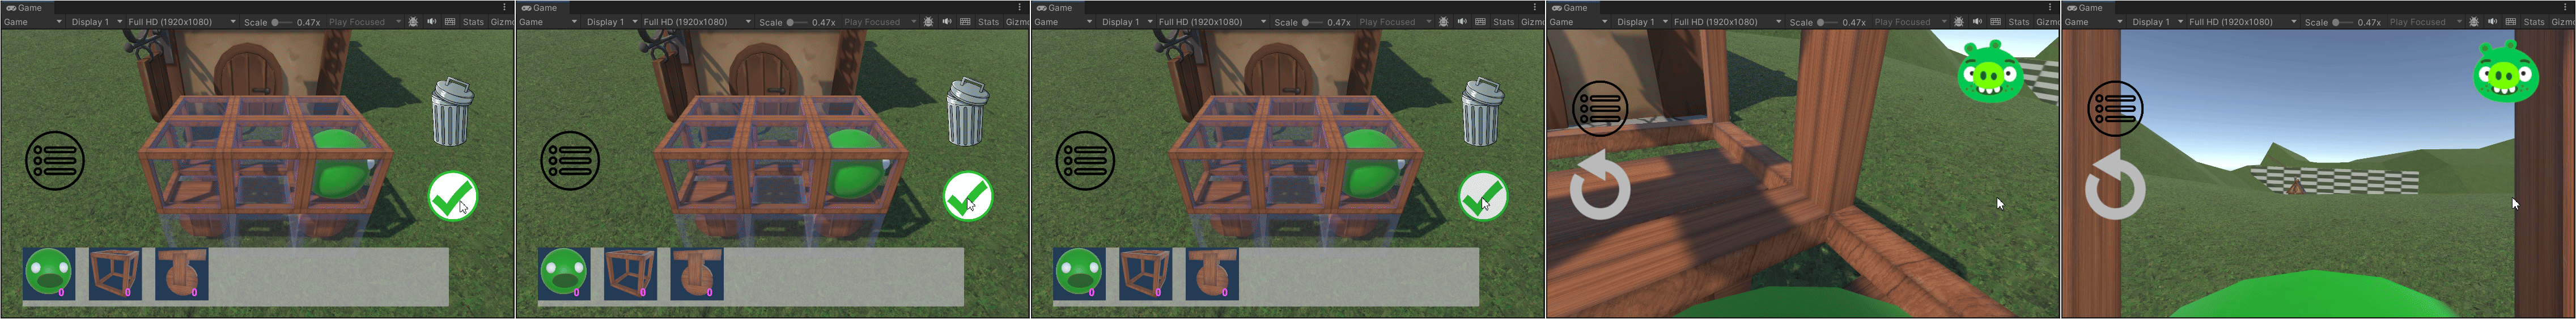 Game
Game Display 1 Full HD (1920x1080) Scale 0.47x Play Focused Stats Gizmo
0 0 0
Game
Game Display 1 Full HD (1920x1080) Scale 0.47x Play Focused Stats Gizmo
0 0 0
Game
Game Display 1 Full HD (1920x1080) Scale 0.47x Play Focused Stats Gizmo
0 0 0
Game
Game Display 1 Full HD (1920x1080) Scale 0.47x Play Focused Stats Gizmo
Game
Game Display 1 Full HD (1920x1080) Scale 0.47x Play Focused Stats Gizm